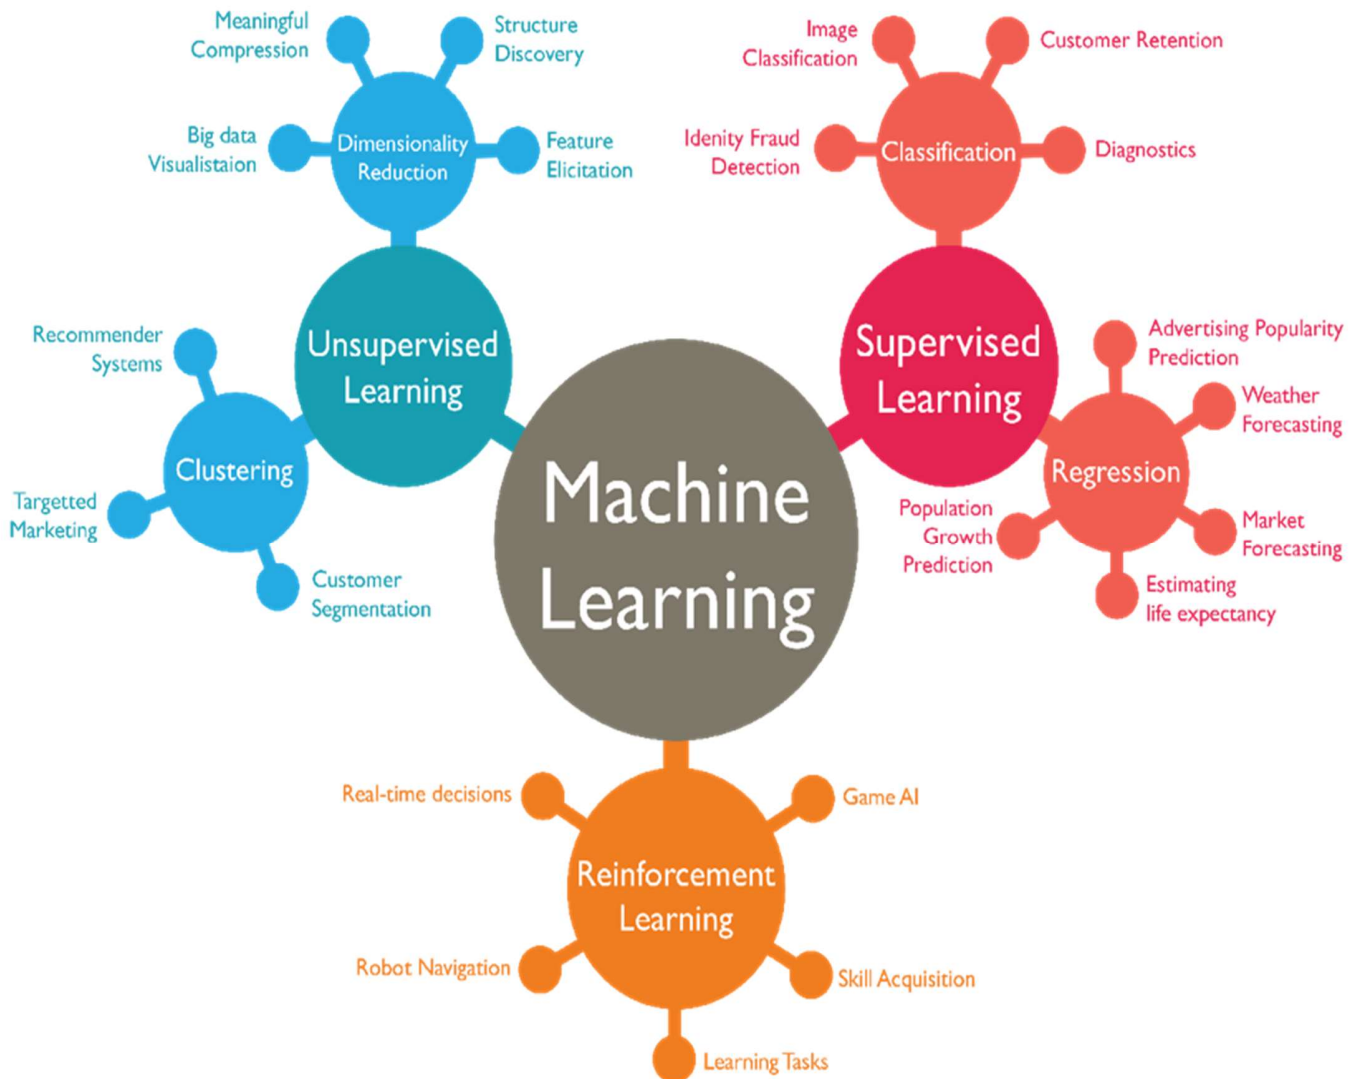 Meaningful
Compression
Structure
Discovery
Big data
Visualistaion
Dimensionality
Reduction
Feature
Elicitation
Image
Classification
Customer Retention
Idenity Fraud
Detection
Classification
Diagnostics
Unsupervised
Learning
Recommender
Systems
Clustering
Targetted
Marketing
Customer
Segmentation
Machine
Learning
Supervised
Learning
Advertising Popularity
Prediction
Weather
Forecasting
Regression
Population
Growth
Prediction
Market
Forecasting
Estimating
life expectancy
Real-time decisions
Game AI
Reinforcement
Learning
Robot Navigation
Skill Acquisition
Learning Tasks